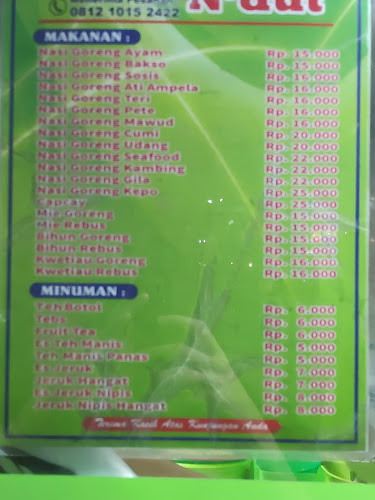 Menerima Pesanan
0812 1015 2422
N-dut
MAKANAN :
Nasi Goreng Ayam Rp. 15.000
Nasi Goreng Bakso Rp. 15.000
Nasi Goreng Sosis Rp. 16.000
Nasi Goreng Ati Ampela Rp. 16.000
Nasi Goreng Teri Rp. 16.000
Nasi Goreng Pete Rp. 16.000
Nasi Goreng Mawud Rp. 16.000
Nasi Goreng Cumi Rp. 20.000
Nasi Goreng Udang Rp. 20.000
Nasi Goreng Seafood Rp. 22.000
Nasi Goreng Kambing Rp. 22.000
Nasi Goreng Gila Rp. 22.000
Nasi Goreng Kepo Rp. 25.000
Capcay Rp. 25.000
Mie Goreng Rp. 15.000
Mie Rebus Rp. 15.000
Bihun Goreng Rp. 15.000
Bihun Rebus Rp. 15.000
Kwetiau Goreng Rp. 16.000
Kwetiau Rebus Rp. 16.000
MINUMAN :
Teh Botol Rp. 6.000
Tebs Rp. 6.000
Fruit Tea Rp. 6.000
Es Teh Manis Rp. 5.000
Teh Manis Panas Rp. 5.000
Es Jeruk Rp. 7.000
Jeruk Hangat Rp. 7.000
Es Jeruk Nipis Rp. 8.000
Jeruk Nipis Hangat Rp. 8.000
Terima Kasih Atas Kunjungan Anda